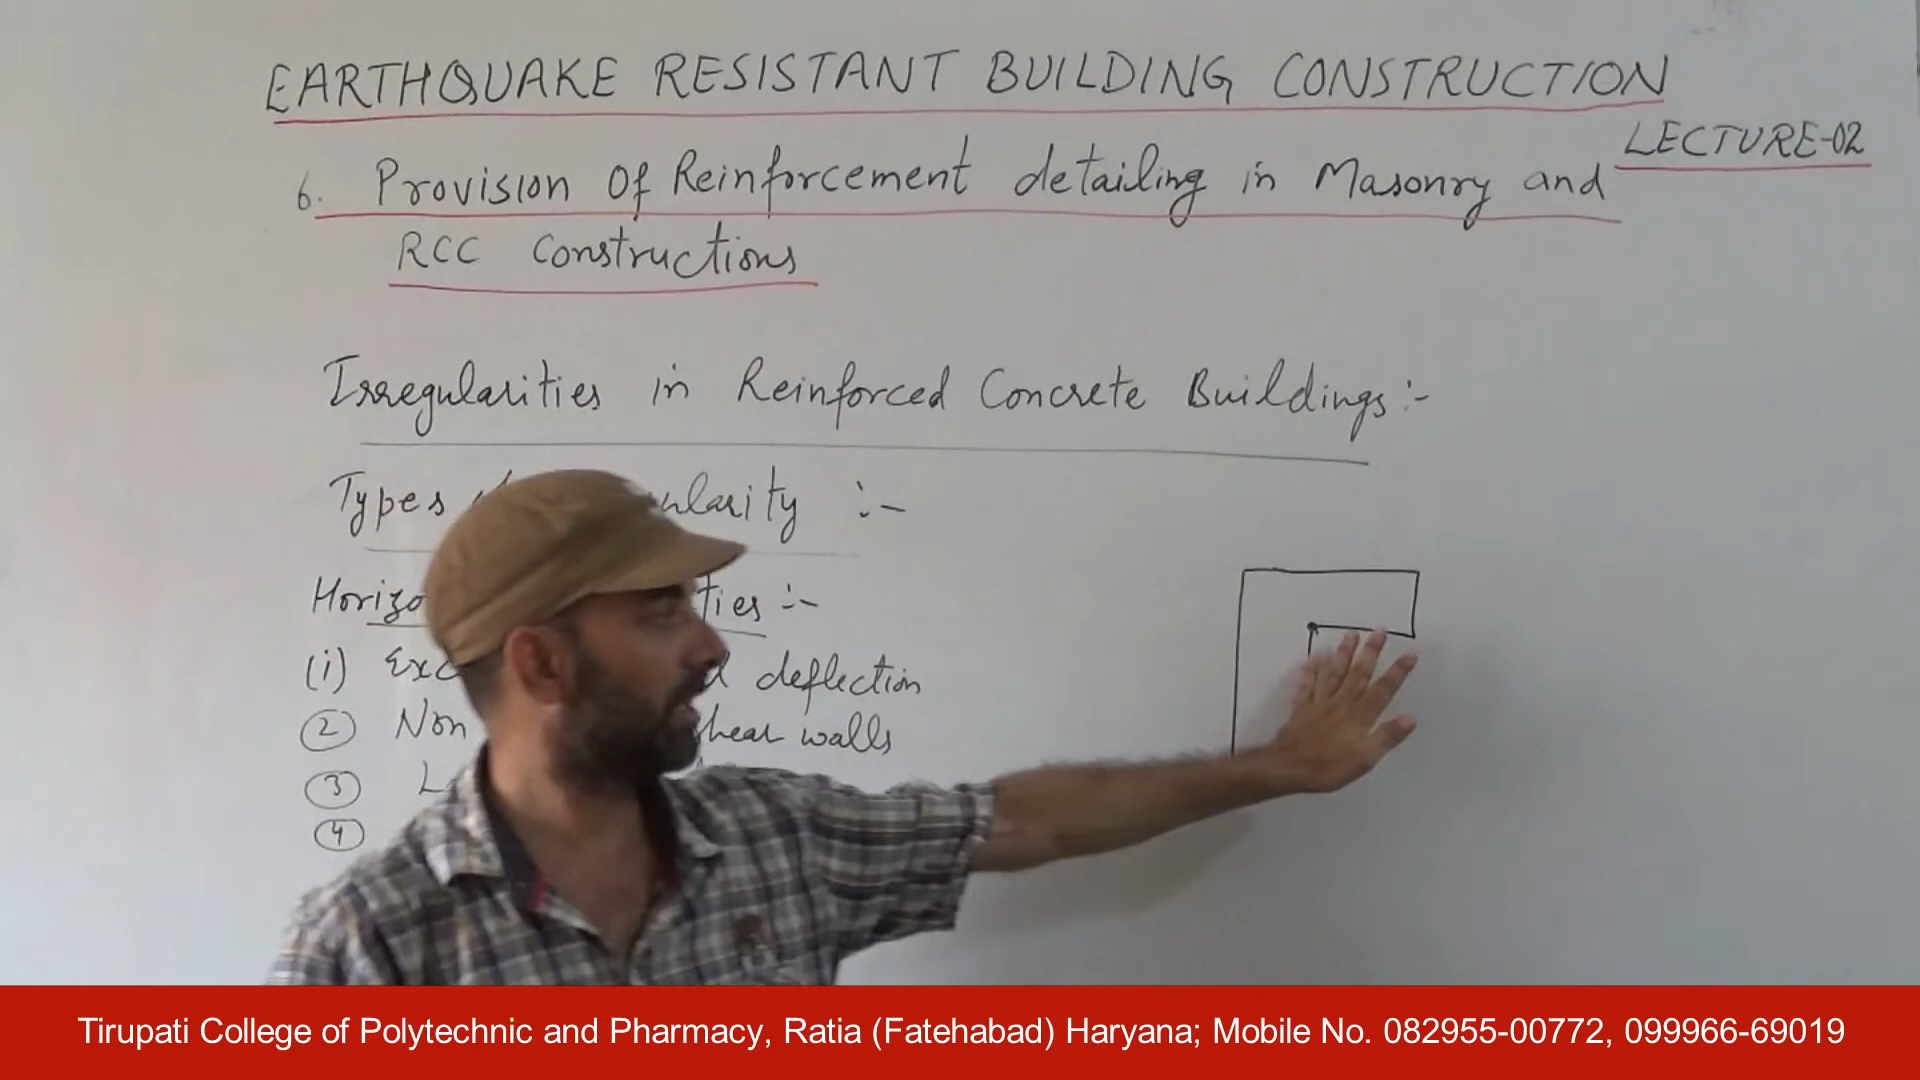 EARTHQUAKE RESISTANT BUILDING CONSTRUCTION
LECTURE-02
6. Provision Of Reinforcement detailing in Masonry and
RCC Constructions
Irregularities in Reinforced Concrete Buildings:-
Types :-
:-
(i) deflection
2 Non walls
3
4
Tirupati College of Polytechnic and Pharmacy, Ratia (Fatehabad) Haryana; Mobile No. 082955-00772, 099966-69019